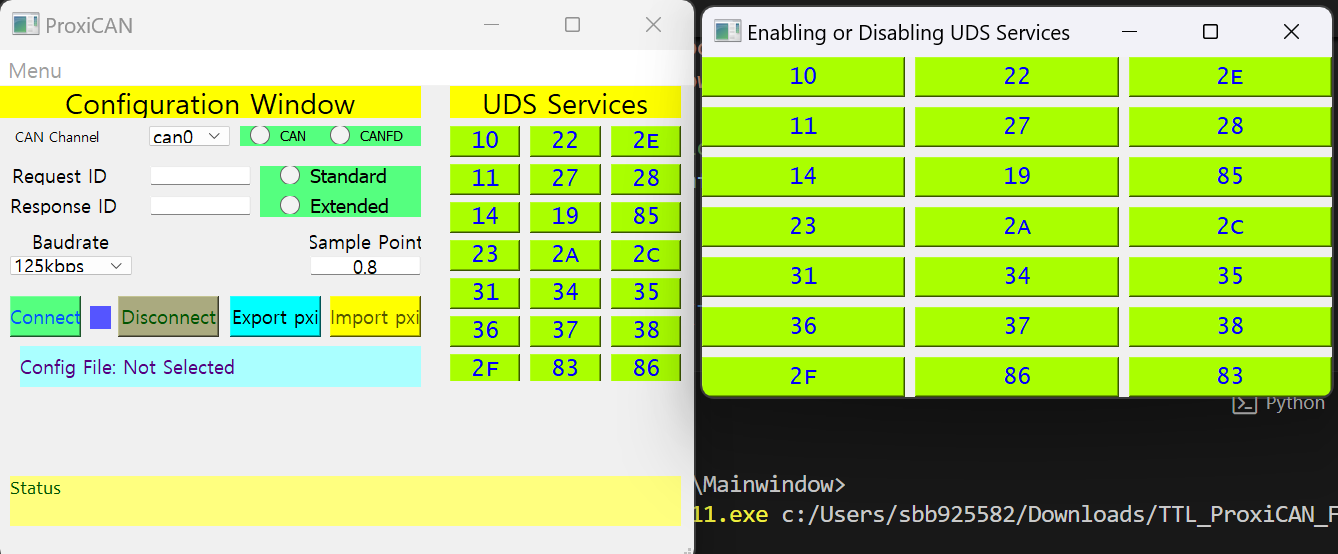 ProxiCAN
Menu
Configuration Window
CAN Channel can0 CAN CANFD
Request ID Standard
Response ID Extended
Baudrate Sample Point
125kbps 0.8
Connect Disconnect Export pxi Import pxi
Config File: Not Selected
UDS Services
10 22 2E
11 27 28
14 19 85
23 2A 2C
31 34 35
36 37 38
2F 83 86
Status
Enabling or Disabling UDS Services
10 22 2E
11 27 28
14 19 85
23 2A 2C
31 34 35
36 37 38
2F 86 83
Python
\Mainwindow>
11.exe c:/Users/sbb925582/Downloads/TTL_ProxiCAN_F